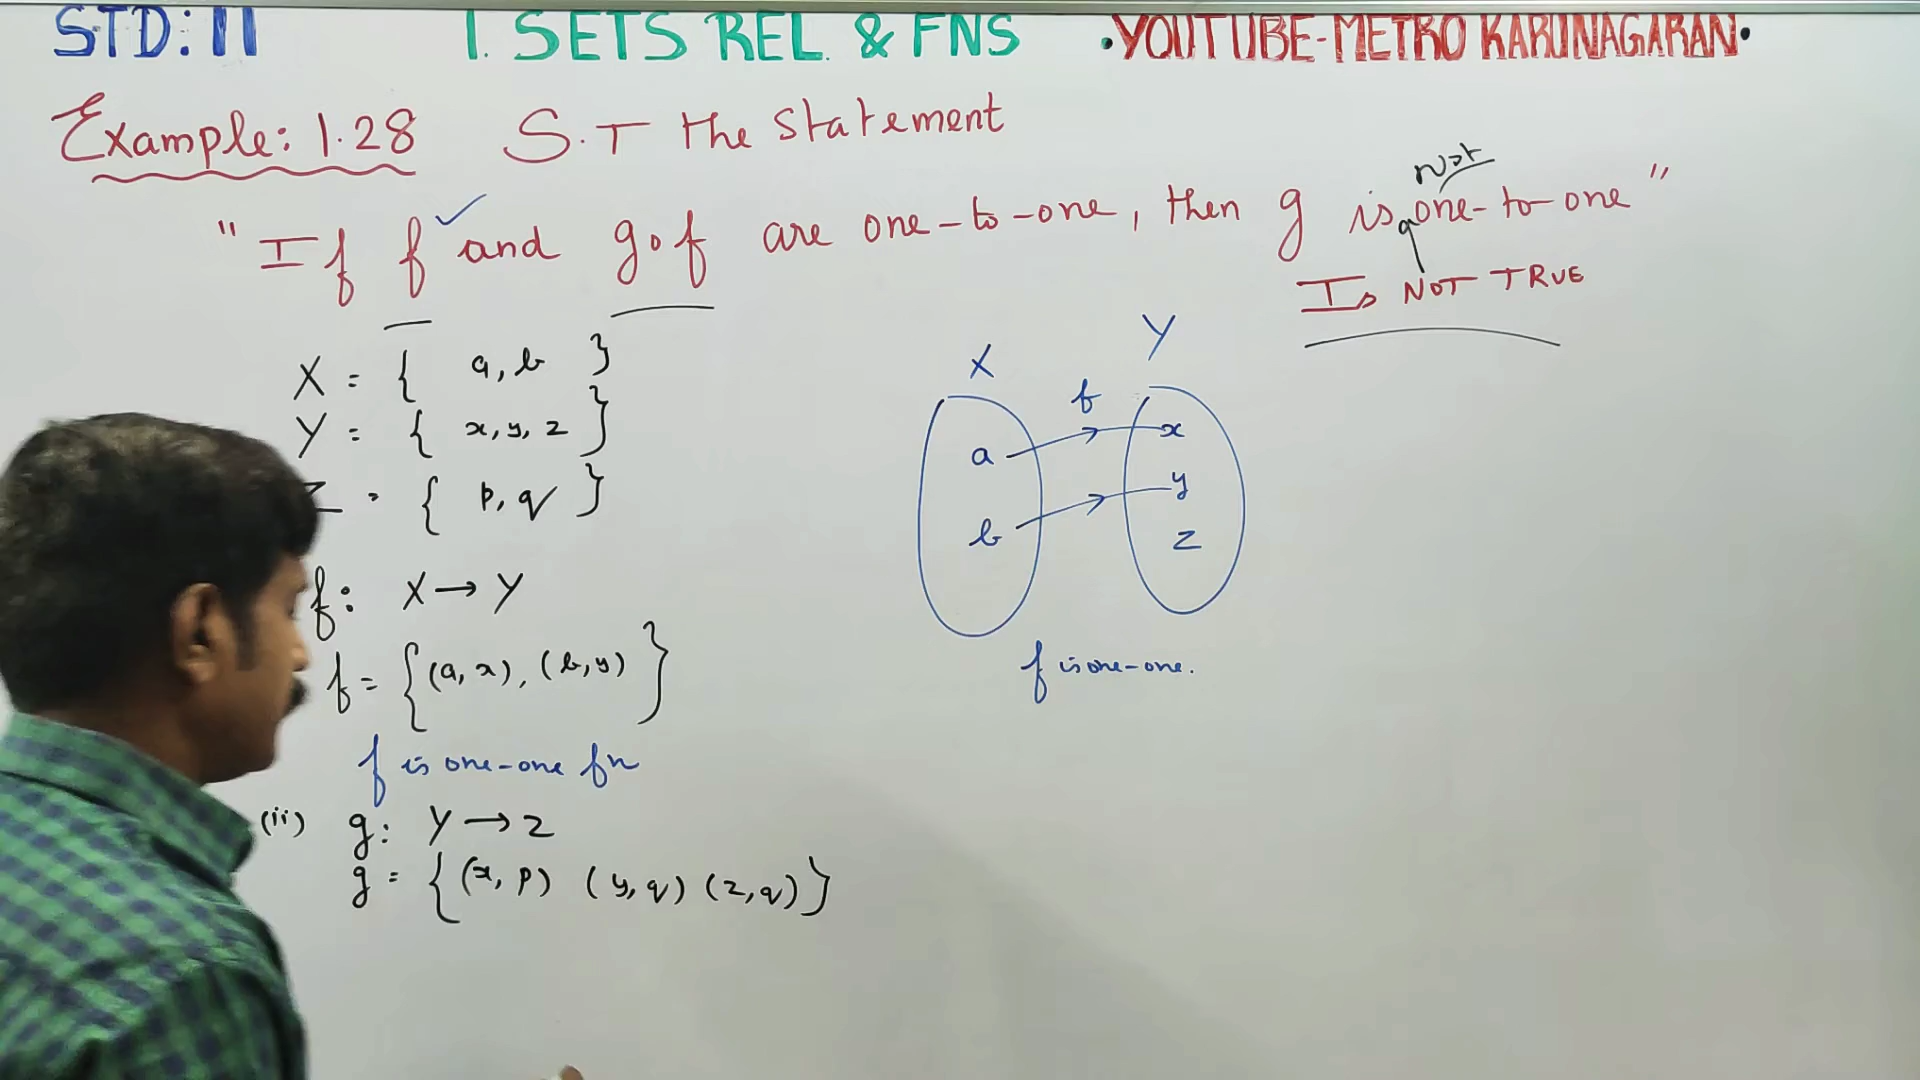 STD: 11 1. SETS REL. & FNS •YOUTUBE-METRO KARUNAGARAN•
Example: 1.28 S.T the statement
not
"If f ✓ and gof are one-to-one, then g is one-to-one"
Is NOT TRUE
X = { a, b }
Y = { x, y, z }
Z = { p, q }
f: X → Y
f = {(a, x), (b, y)}
f is one-one fn
(ii) g: Y → Z
g = {(x, p) (y, q) (z, q)}
X Y
f
a x
b y
z
f is one-one.